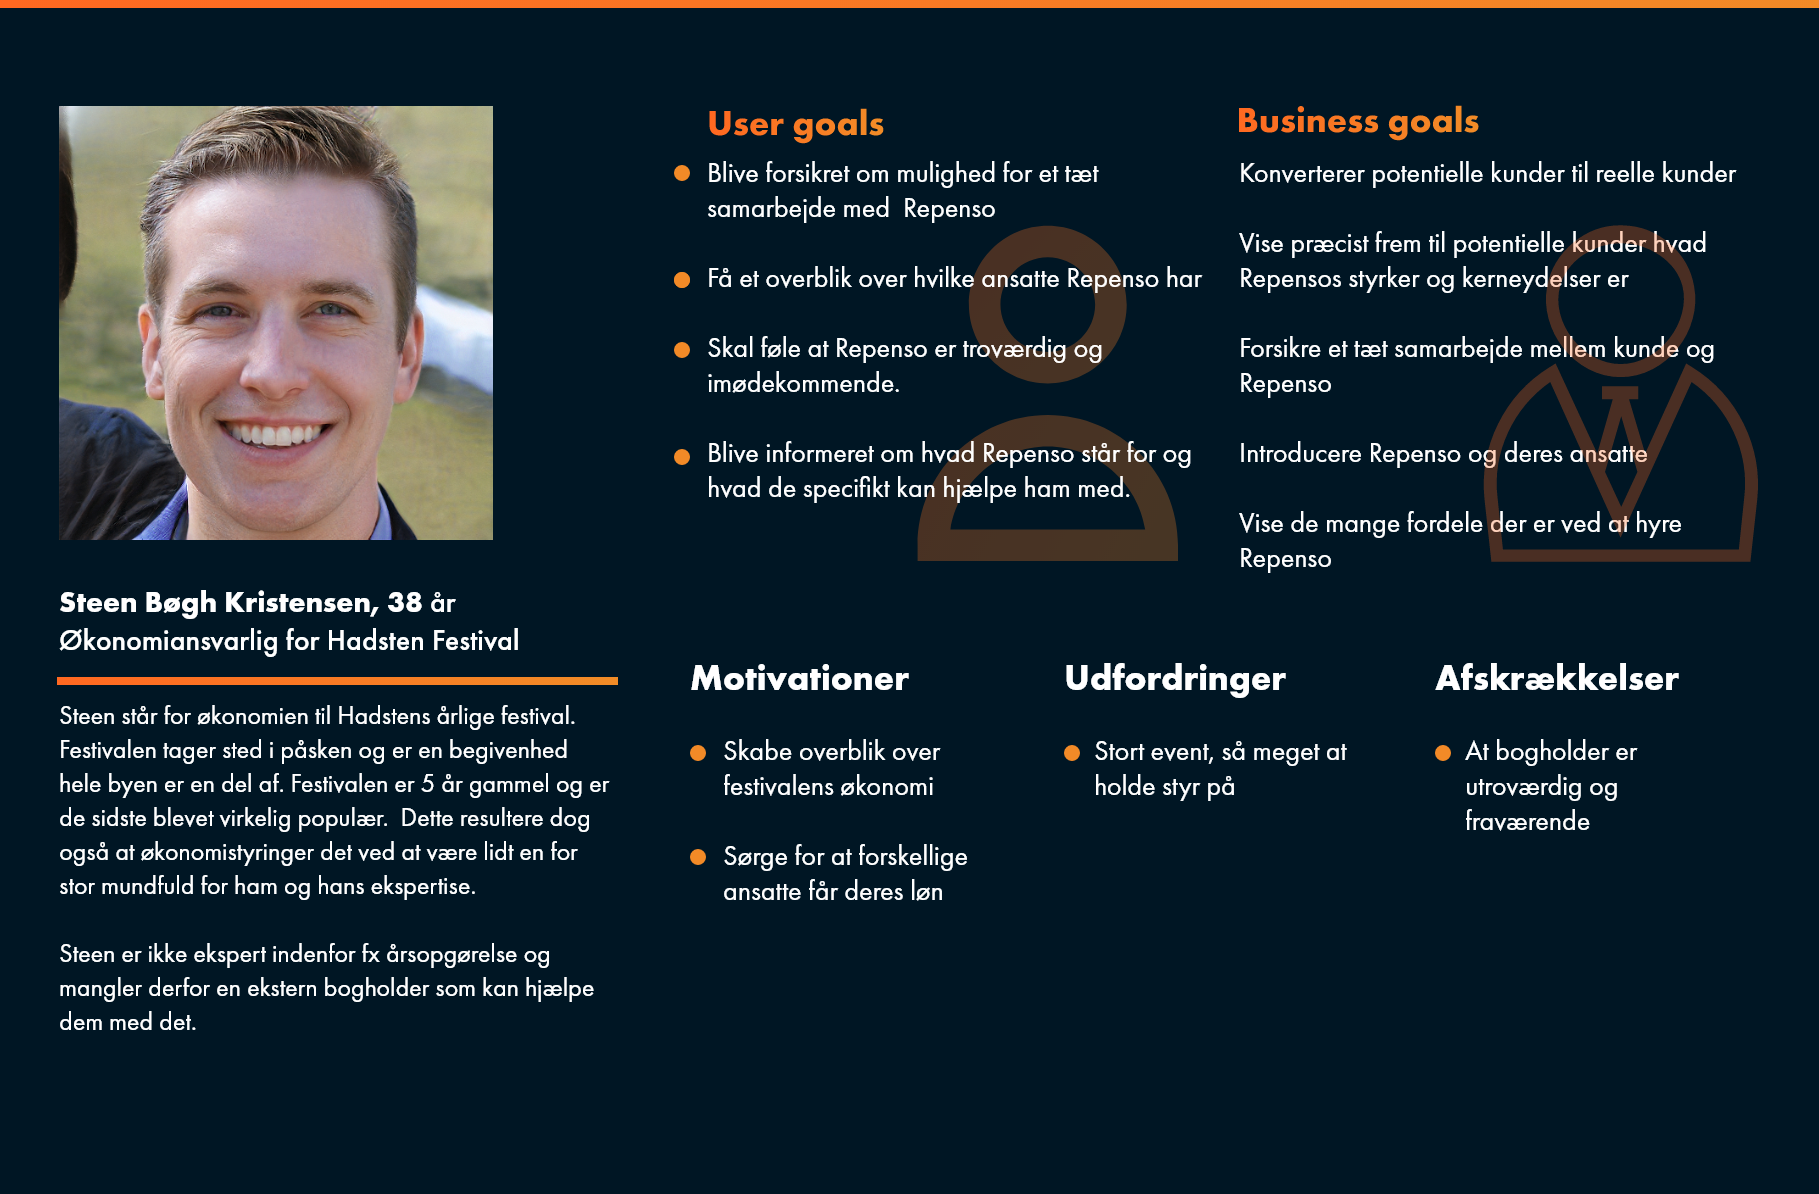 Steen Bøgh Kristensen, 38 år
Økonomiansvarlig for Hadsten Festival
Steen står for økonomien til Hadstens årlige festival.
Festivalen tager sted i påsken og er en begivenhed
hele byen er en del af. Festivalen er 5 år gammel og er
de sidste blevet virkelig populær.  Dette resultere dog
også at økonomistyringer det ved at være lidt en for
stor mundfuld for ham og hans ekspertise.
Steen er ikke ekspert indenfor fx årsopgørelse og
mangler derfor en ekstern bogholder som kan hjælpe
dem med det.
User goals
Blive forsikret om mulighed for et tæt
samarbejde med  Repenso
Få et overblik over hvilke ansatte Repenso har
Skal føle at Repenso er troværdig og
imødekommende.
Blive informeret om hvad Repenso står for og
hvad de specifikt kan hjælpe ham med.
Business goals
Konverterer potentielle kunder til reelle kunder
Vise præcist frem til potentielle kunder hvad
Repensos styrker og kerneydelser er
Forsikre et tæt samarbejde mellem kunde og
Repenso
Introducere Repenso og deres ansatte
Vise de mange fordele der er ved at hyre
Repenso
Motivationer
Skabe overblik over
festivalens økonomi
Sørge for at forskellige
ansatte får deres løn
Udfordringer
Stort event, så meget at
holde styr på
Afskrækkelser
At bogholder er
utroværdig og
fraværende